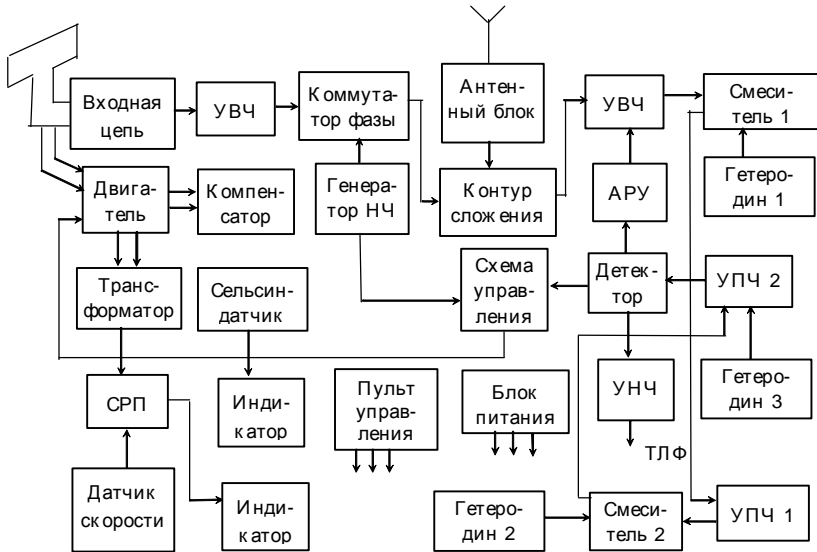 Входная
цепь
УВЧ
Коммута-
тор фазы
Антен-
ный блок
УВЧ
Смеси-
тель 1
Двига-
тель
Компен-
сатор
Генера-
тор НЧ
Контур
сложения
АРУ
Гетеро-
дин 1
Транс-
форматор
Сельсин-
датчик
Схема
управ-
ления
Детек-
тор
УПЧ 2
СРП
Инди-
катор
Пульт
управ-
ления
Блок
питания
УНЧ
Гетеро-
дин 3
ТЛФ
Датчик
скорости
Инди-
катор
Гетеро-
дин 2
Смеси-
тель 2
УПЧ 1